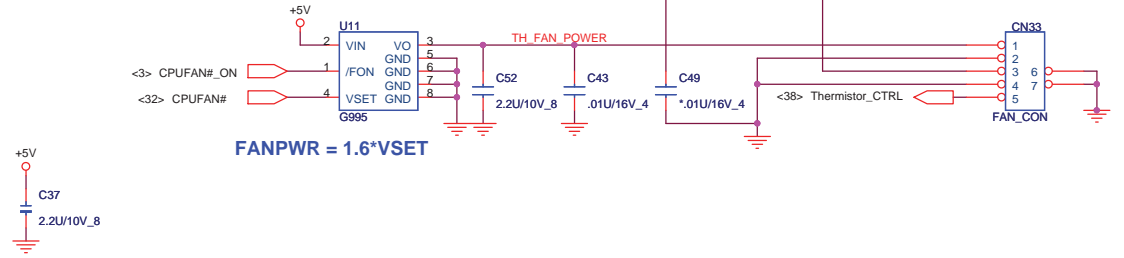 +5V
U11
CN33
2 VIN VO 3 TH_FAN_POWER 1
GND 5 2
<3> CPUFAN#_ON 1 /FON GND 6 3 6
GND 7 4 7
<32> CPUFAN# 4 VSET GND 8 <38> Thermistor_CTRL 5
G995 FAN_CON
C52
2.2U/10V_8
C43
.01U/16V_4
C49
*.01U/16V_4
FANPWR = 1.6*VSET
+5V
C37
2.2U/10V_8